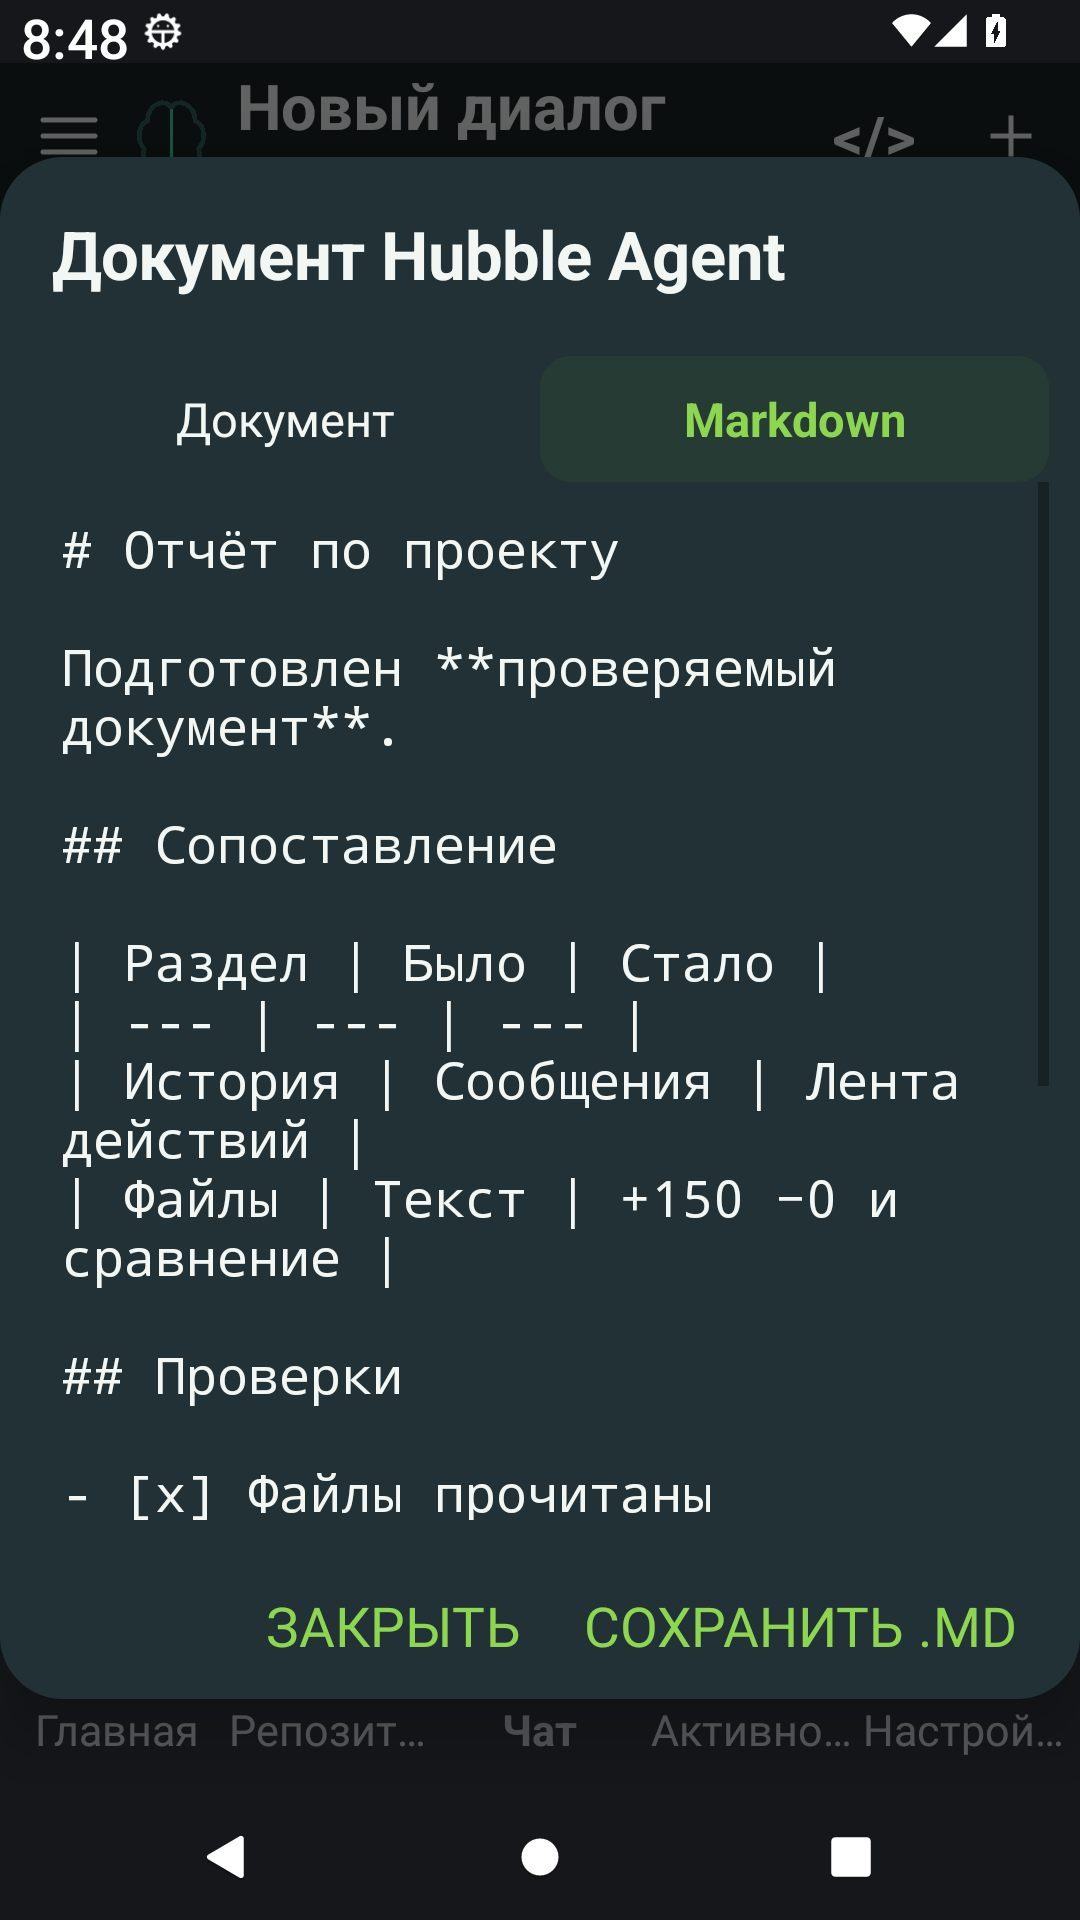 8:48
Новый диалог
</>
Документ Hubble Agent
Документ
Markdown
# Отчёт по проекту
Подготовлен **проверяемый
документ**.
## Сопоставление
| Раздел | Было | Стало |
| --- | --- | --- |
| История | Сообщения | Лента
действий |
| Файлы | Текст | +150 −0 и
сравнение |
## Проверки
- [x] Файлы прочитаны
ЗАКРЫТЬ
СОХРАНИТЬ .MD
Главная
Репозит…
Чат
Активно…
Настрой…